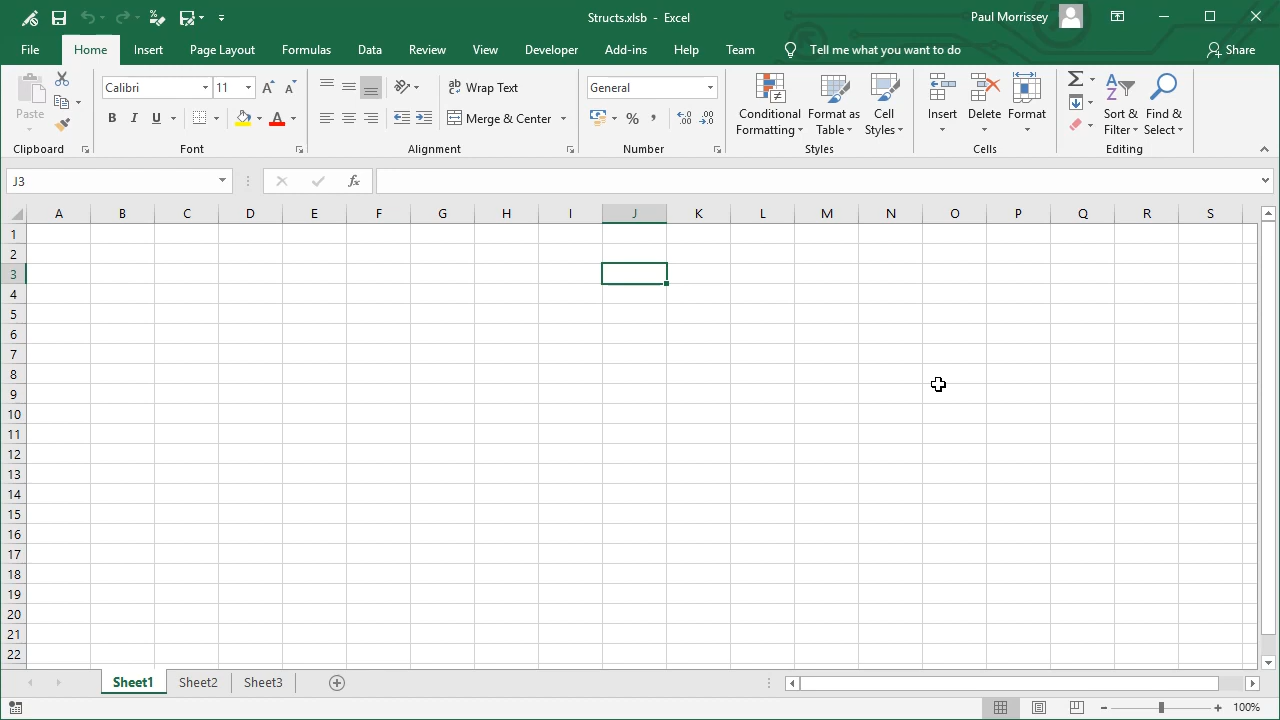 Structs.xlsb - Excel
Paul Morrissey
File Home Insert Page Layout Formulas Data Review View Developer Add-ins Help Team Tell me what you want to do Share
Paste
Clipboard
Calibri 11
A A
B I U A
Font
Wrap Text
Merge & Center
Alignment
General
% ,
.00 .0
Number
Conditional Formatting
Format as Table
Cell Styles
Styles
Insert Delete Format
Cells
Sort & Filter
Find & Select
Editing
J3 fx
A B C D E F G H I J K L M N O P Q R S
1
2
3
4
5
6
7
8
9
10
11
12
13
14
15
16
17
18
19
20
21
22
Sheet1 Sheet2 Sheet3
100%